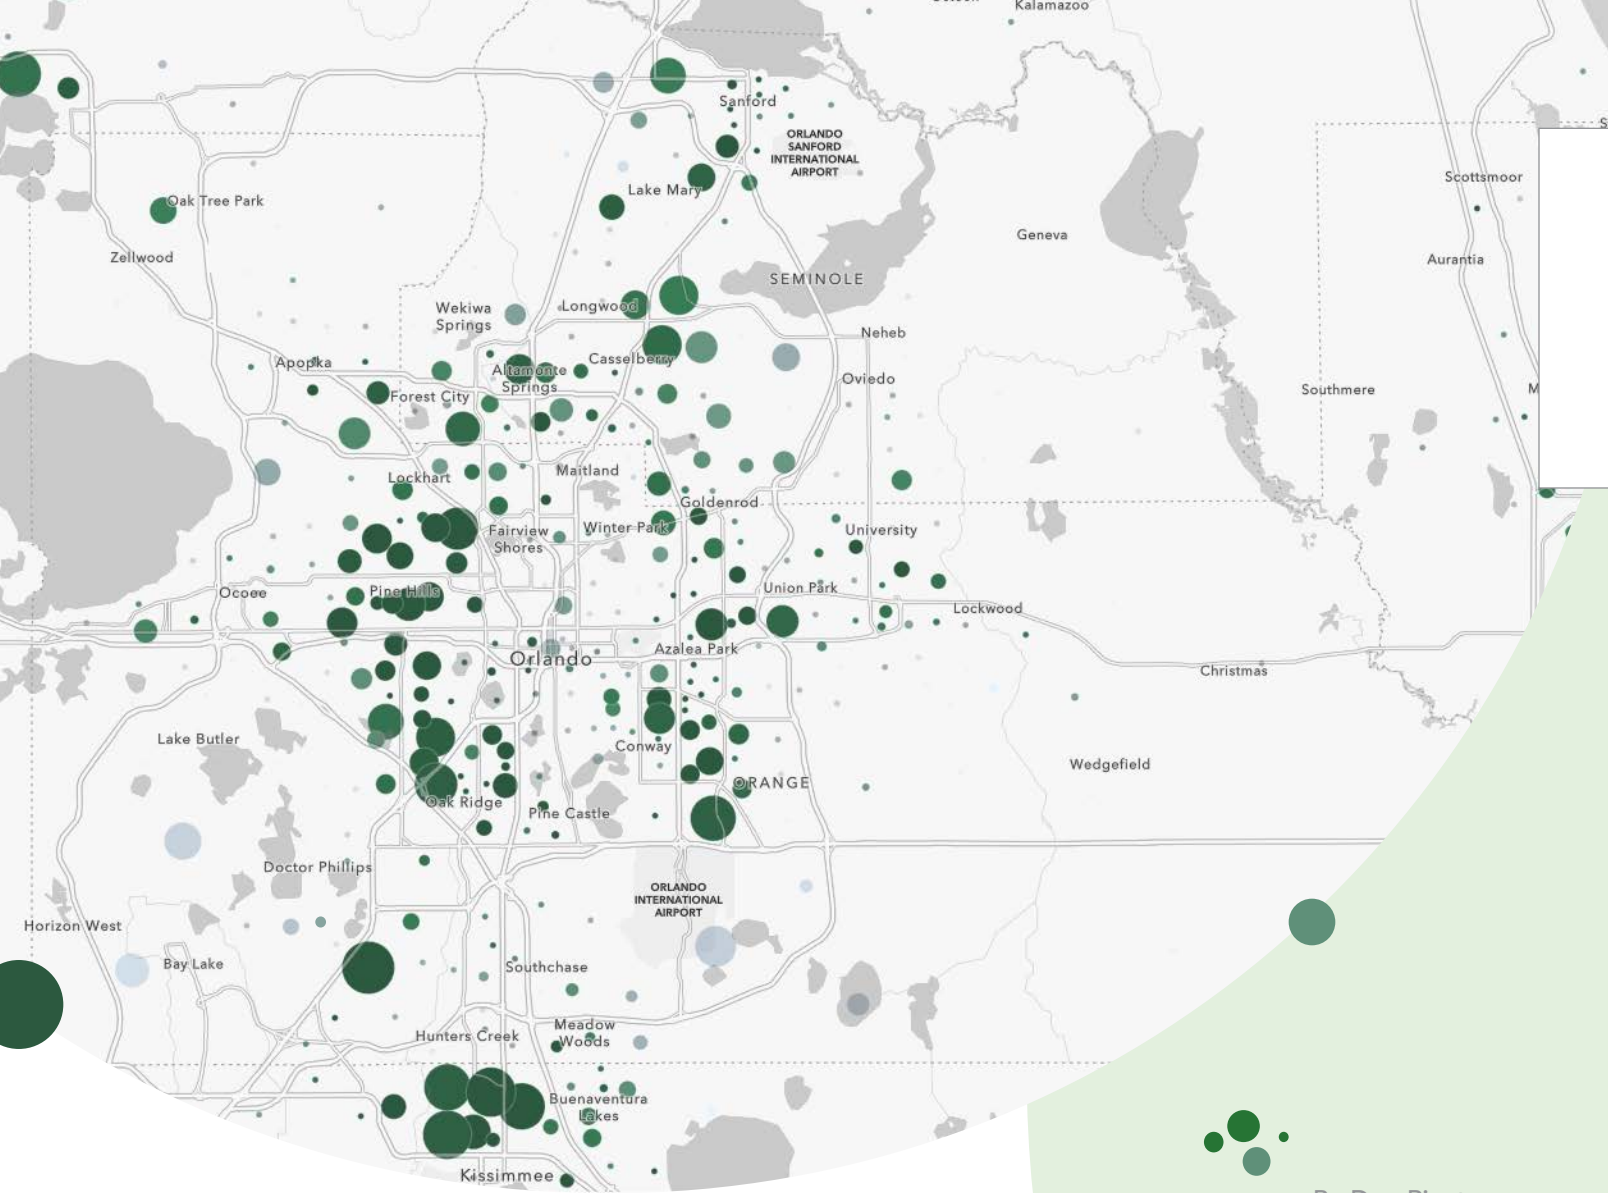 Kalamazoo
Sanford
ORLANDO
SANFORD
INTERNATIONAL
AIRPORT
Scottsmoor
Lake Mary
Oak Tree Park
Geneva
Zellwood
Aurantia
SEMINOLE
Wekiwa
Springs
Longwood
Neheb
Apopka
Casselberry
Altamonte
Springs
Oviedo
Forest City
Southmere
Lockhart
Maitland
Goldenrod
Fairview
Shores
Winter Park
University
Ocoee
Pine Hills
Union Park
Lockwood
Orlando
Azalea Park
Christmas
Lake Butler
Conway
Wedgefield
ORANGE
Oak Ridge
Pine Castle
Doctor Phillips
ORLANDO
INTERNATIONAL
AIRPORT
Horizon West
Bay Lake
Southchase
Hunters Creek
Meadow
Woods
Buenaventura
Lakes
Kissimmee